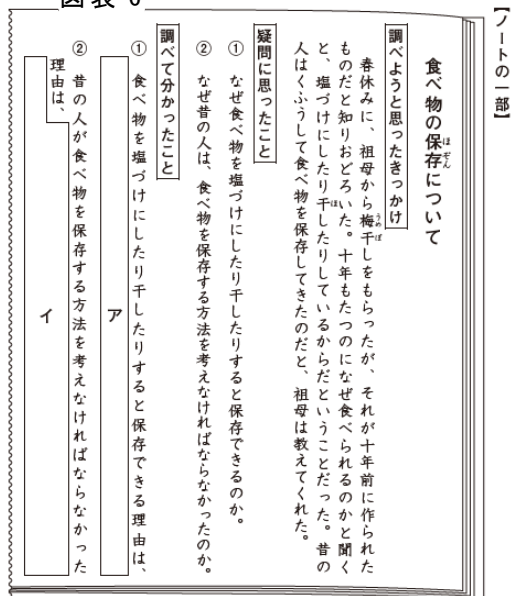 【ノートの一部】
食べ物の保存について
ほぞん
調べようと思ったきっかけ
春休みに、祖母から梅干しをもらったが、それが十年前に作られた
うめぼ
ものだと知りおどろいた。十年もたつのになぜ食べられるのかと聞く
と、塩づけにしたり干したりしているからだということだった。昔の
ほ
人はくふうして食べ物を保存してきたのだと、祖母は教えてくれた。
疑問に思ったこと
① なぜ食べ物を塩づけにしたり干したりすると保存できるのか。
② なぜ昔の人は、食べ物を保存する方法を考えなければならなかったのか。
調べて分かったこと
① 食べ物を塩づけにしたり干したりすると保存できる理由は、
ア
② 昔の人が食べ物を保存する方法を考えなければならなかった
理由は、
イ